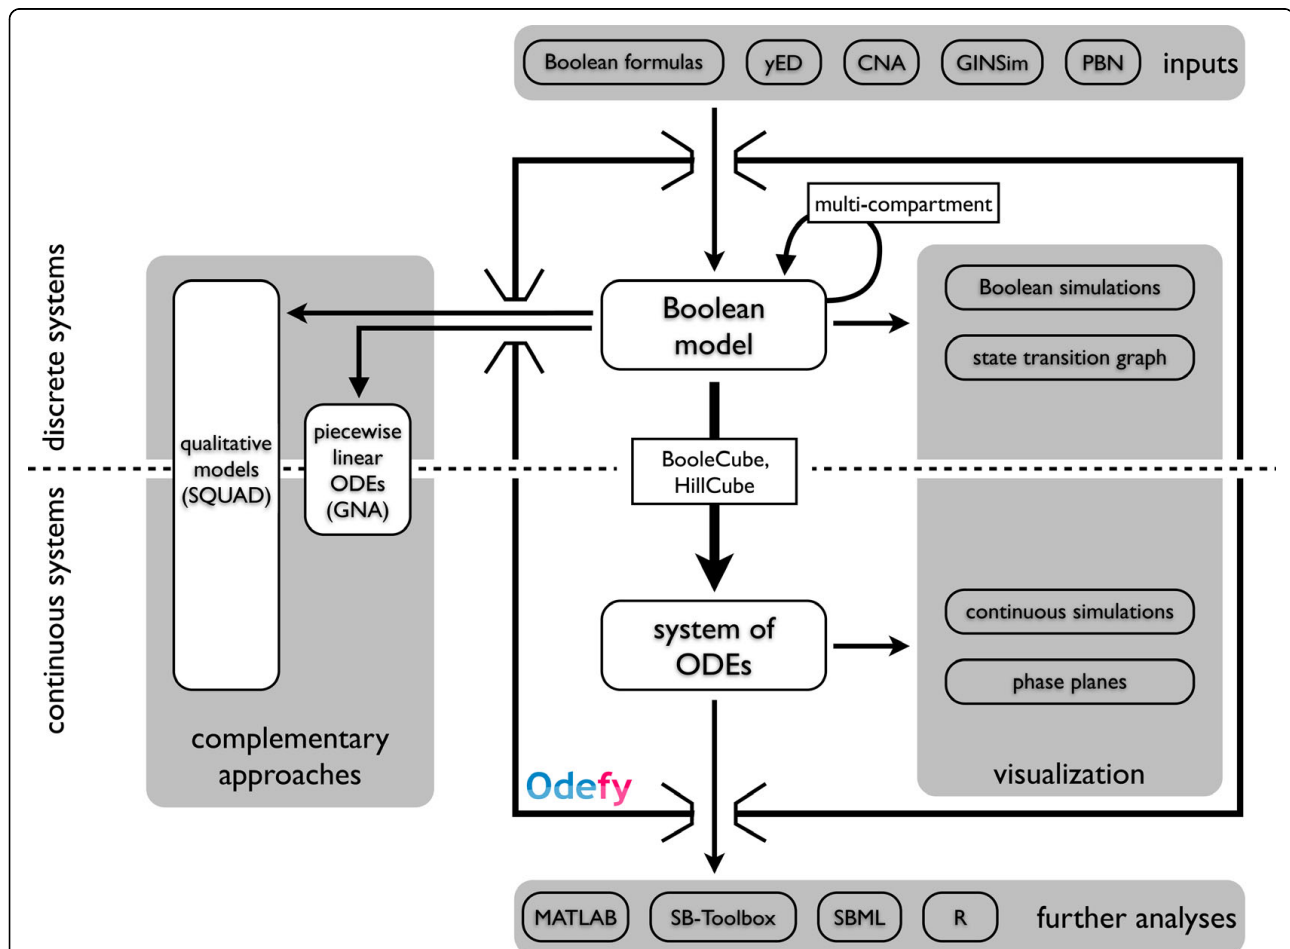 Boolean formulas
yED
CNA
GINSim
PBN
inputs
multi-compartment
discrete systems
continuous systems
Boolean
model
Boolean simulations
state transition graph
qualitative
models
(SQUAD)
piecewise
linear
ODEs
(GNA)
BooleCube,
HillCube
system of
ODEs
continuous simulations
phase planes
complementary
approaches
visualization
Odefy
MATLAB
SB-Toolbox
SBML
R
further analyses